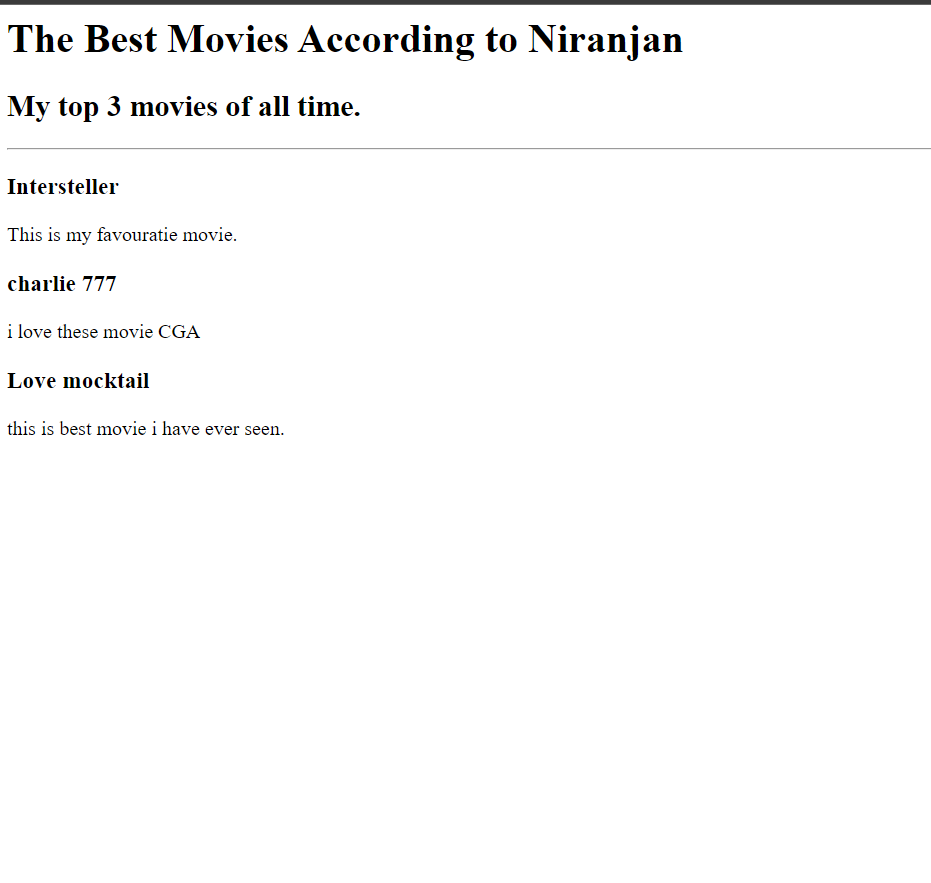 The Best Movies According to Niranjan
My top 3 movies of all time.
Intersteller
This is my favouratie movie.
charlie 777
i love these movie CGA
Love mocktail
this is best movie i have ever seen.